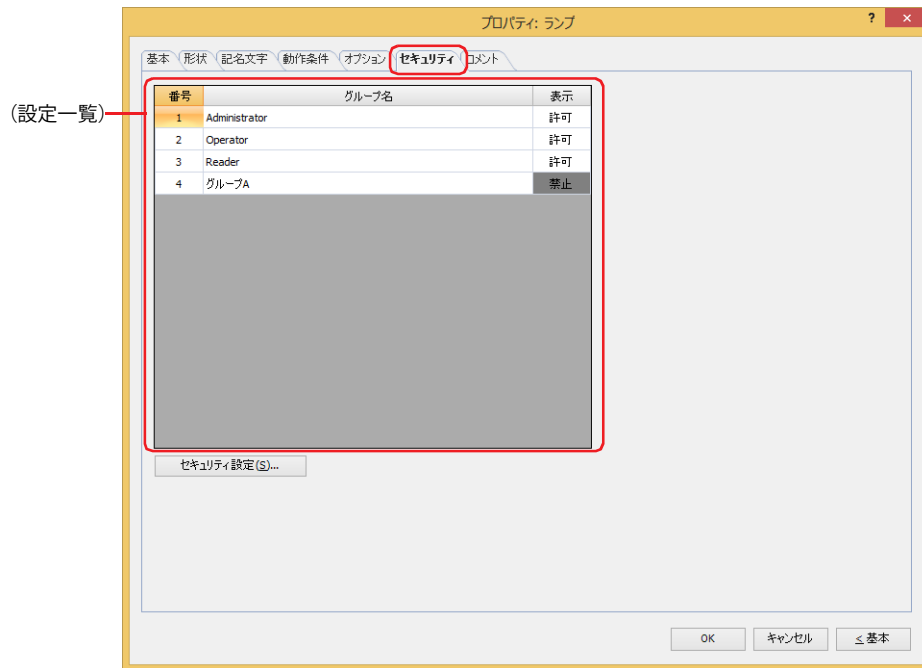 プロパティ: ランプ
?
×
基本 形状 記名文字 動作条件 オプション セキュリティ コメント
(設定一覧)
番号 グループ名 表示
1 Administrator 許可
2 Operator 許可
3 Reader 許可
4 グループA 禁止
セキュリティ設定(S)...
OK キャンセル <基本